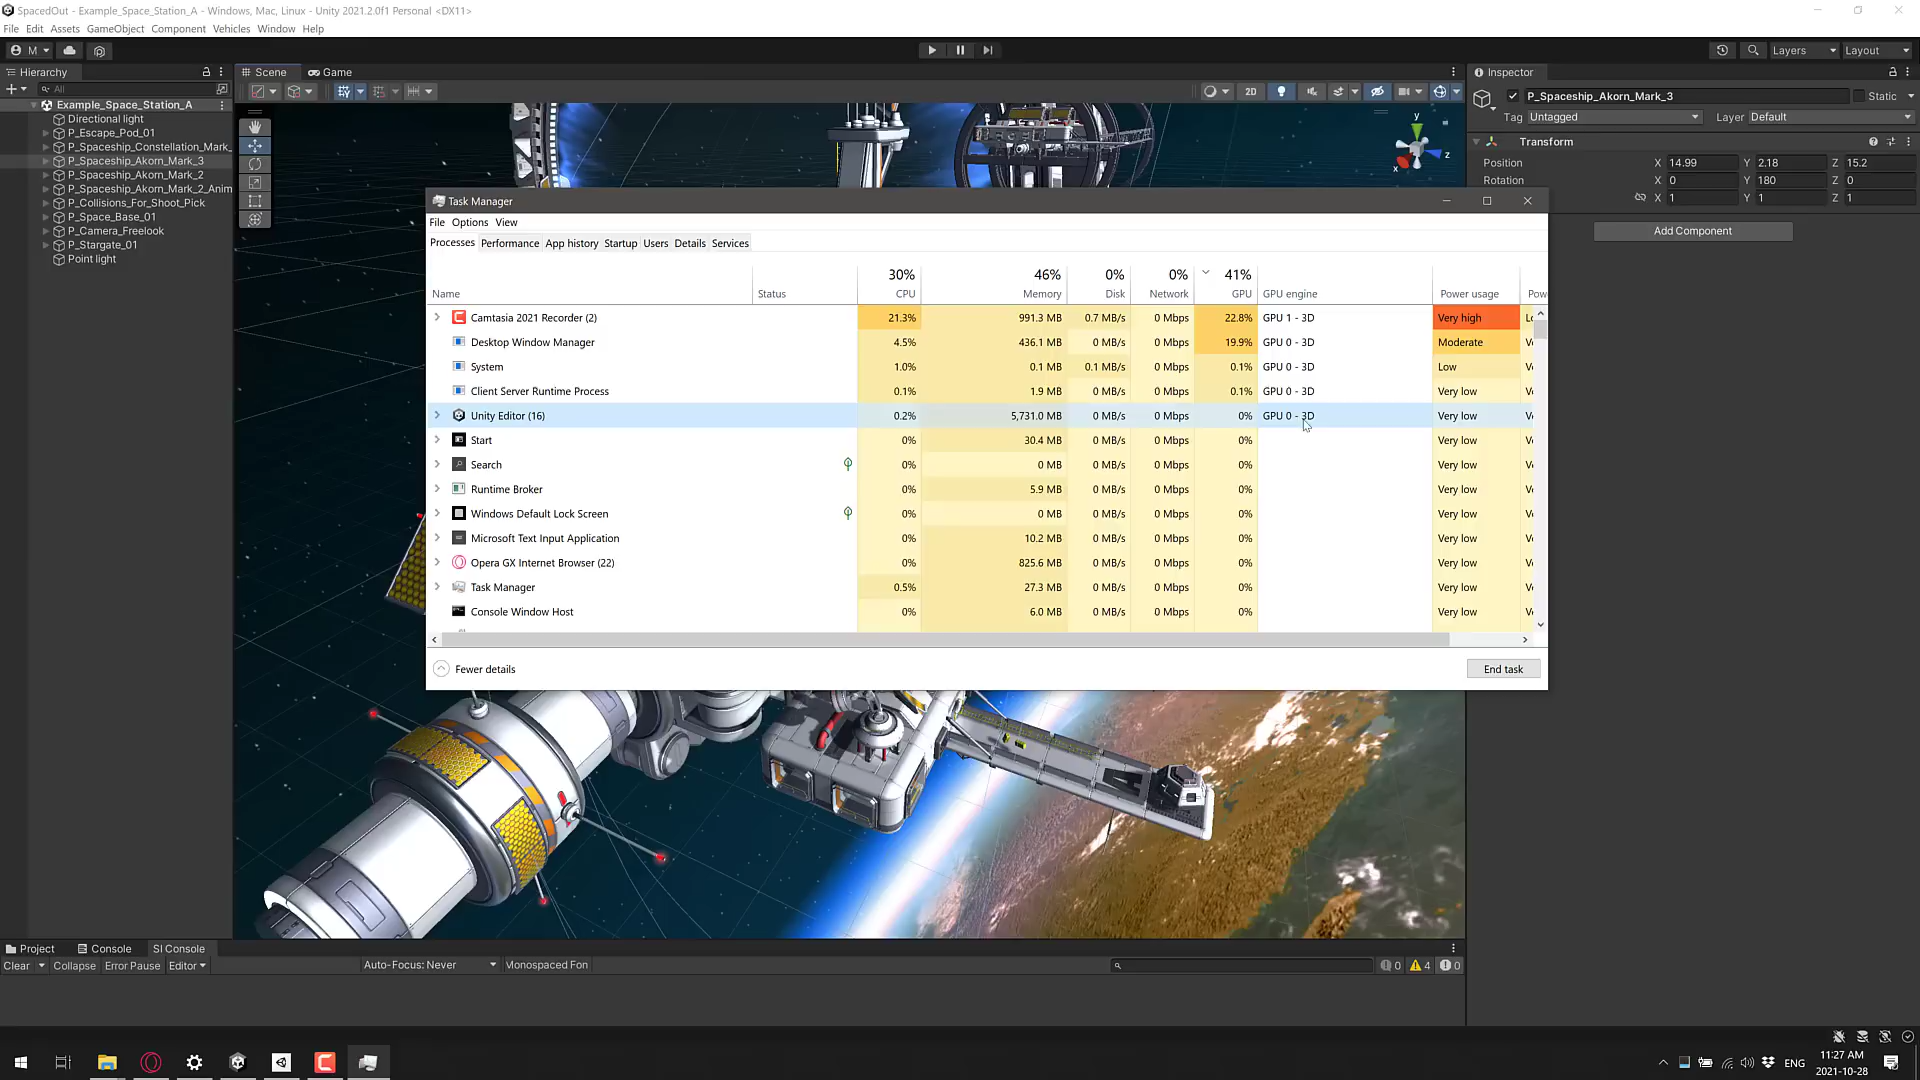 SpacedOut - Example_Space_Station_A - Windows, Mac, Linux - Unity 2021.2.0f1 Personal <DX11>
File Edit Assets GameObject Component Vehicles Window Help
M
Layers
Layout
Hierarchy
Scene
Game
Inspector
All
2D
Example_Space_Station_A
Directional light
P_Escape_Pod_01
P_Spaceship_Constellation_Mark_
P_Spaceship_Akorn_Mark_3
P_Spaceship_Akorn_Mark_2
P_Spaceship_Akorn_Mark_2_Anim
P_Collisions_For_Shoot_Pick
P_Space_Base_01
P_Camera_Freelook
P_Stargate_01
Point light
y
z
x
P_Spaceship_Akorn_Mark_3
Static
Tag Untagged
Layer Default
Transform
Position X 14.99 Y 2.18 Z 15.2
Rotation X 0 Y 180 Z 0
X 1 Y 1 Z 1
Add Component
Task Manager
File Options View
Processes Performance App history Startup Users Details Services
30% 46% 0% 0% 41%
Name Status CPU Memory Disk Network GPU GPU engine Power usage Pow
Camtasia 2021 Recorder (2) 21.3% 991.3 MB 0.7 MB/s 0 Mbps 22.8% GPU 1 - 3D Very high
Desktop Window Manager 4.5% 436.1 MB 0 MB/s 0 Mbps 19.9% GPU 0 - 3D Moderate
System 1.0% 0.1 MB 0.1 MB/s 0 Mbps 0.1% GPU 0 - 3D Low
Client Server Runtime Process 0.1% 1.9 MB 0 MB/s 0 Mbps 0.1% GPU 0 - 3D Very low
Unity Editor (16) 0.2% 5,731.0 MB 0 MB/s 0 Mbps 0% GPU 0 - 3D Very low
Start 0% 30.4 MB 0 MB/s 0 Mbps 0% Very low
Search 0% 0 MB 0 MB/s 0 Mbps 0% Very low
Runtime Broker 0% 5.9 MB 0 MB/s 0 Mbps 0% Very low
Windows Default Lock Screen 0% 0 MB 0 MB/s 0 Mbps 0% Very low
Microsoft Text Input Application 0% 10.2 MB 0 MB/s 0 Mbps 0% Very low
Opera GX Internet Browser (22) 0% 825.6 MB 0 MB/s 0 Mbps 0% Very low
Task Manager 0.5% 27.3 MB 0 MB/s 0 Mbps 0% Very low
Console Window Host 0% 6.0 MB 0 MB/s 0 Mbps 0% Very low
Fewer details
End task
Project
Console
SI Console
Clear Collapse Error Pause Editor Auto-Focus: Never Monospaced Fon
0 4 0
ENG
11:27 AM
2021-10-28